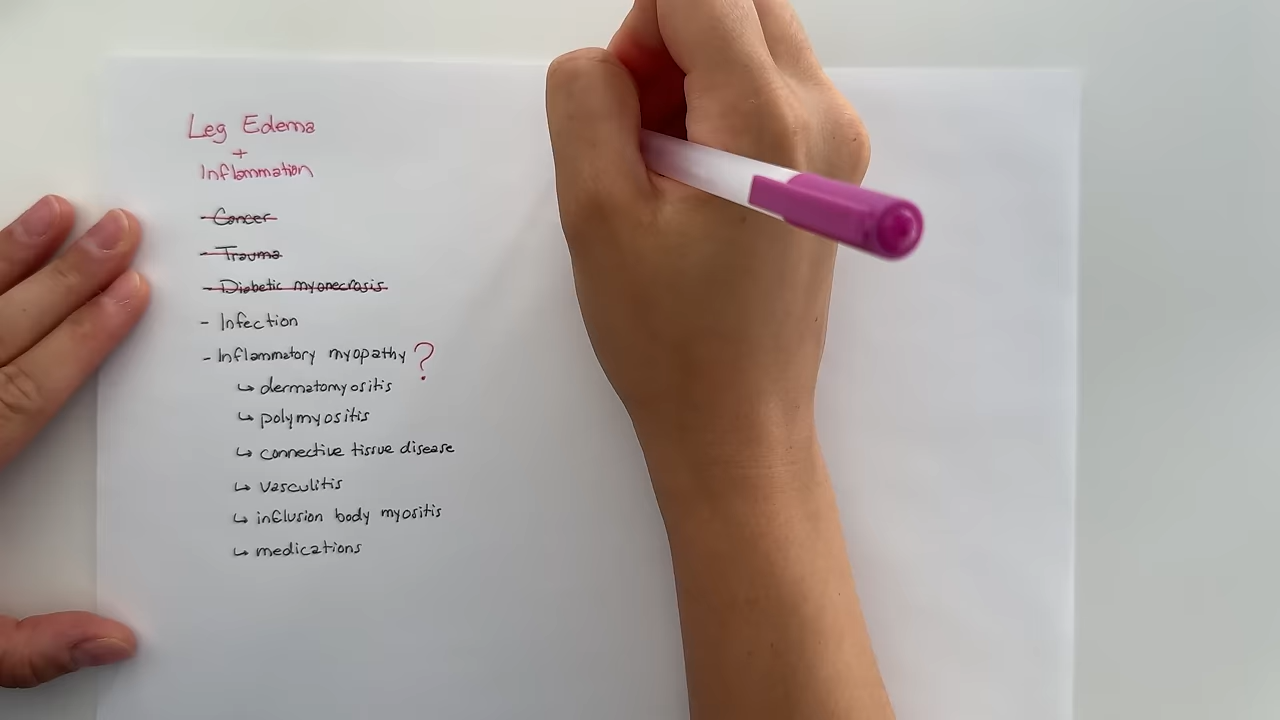 Leg Edema
+
Inflammation
- Cancer
- Trauma
- Diabetic myonecrosis
- Infection
- Inflammatory myopathy ?
↳ dermatomyositis
↳ polymyositis
↳ connective tissue disease
↳ vasculitis
↳ inclusion body myositis
↳ medications